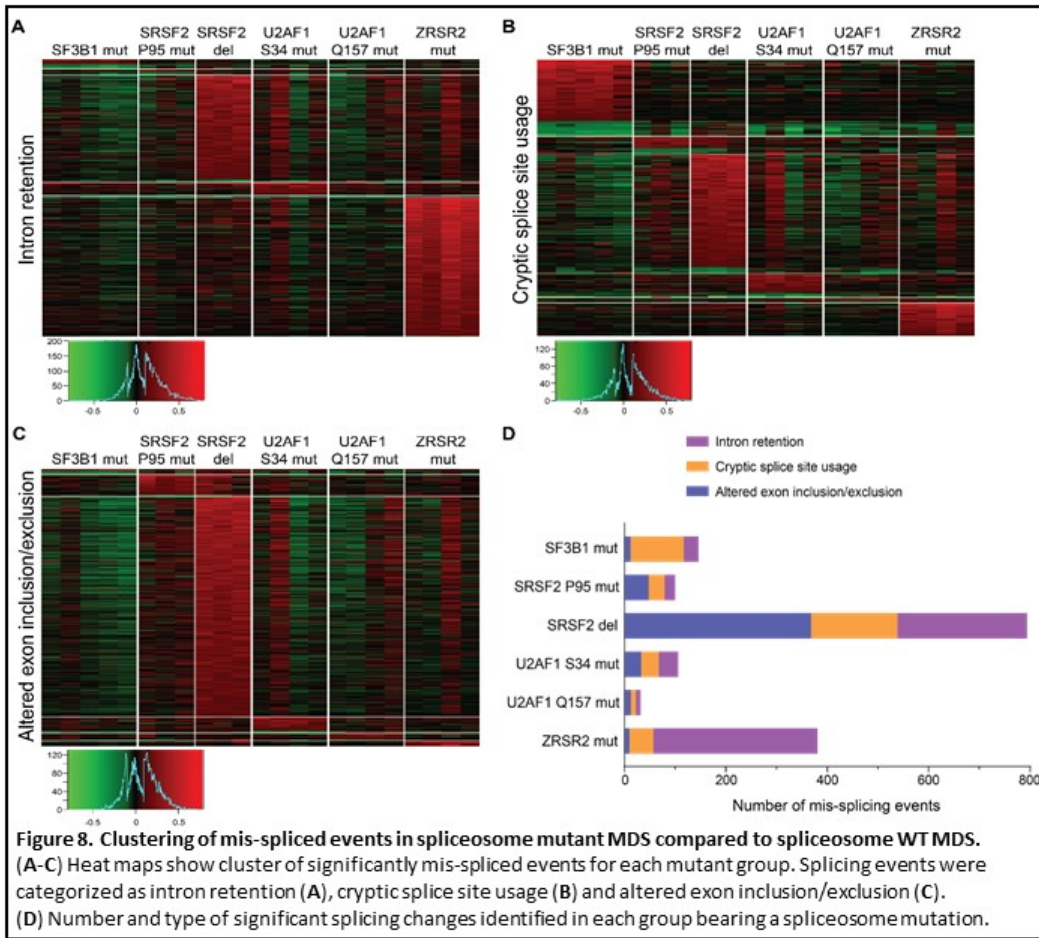 A
SF3B1 mut
SRSF2
P95 mut
SRSF2
del
U2AF1
S34 mut
U2AF1
Q157 mut
ZRSR2
mut
Intron retention
200
150
100
50
0
-0.5
0
0.5
B
SF3B1 mut
SRSF2
P95 mut
SRSF2
del
U2AF1
S34 mut
U2AF1
Q157 mut
ZRSR2
mut
Cryptic splice site usage
120
80
40
0
-0.5
0
0.5
C
SF3B1 mut
SRSF2
P95 mut
SRSF2
del
U2AF1
S34 mut
U2AF1
Q157 mut
ZRSR2
mut
Altered exon inclusion/exclusion
120
80
40
0
-0.5
0
0.5
D
Intron retention
Cryptic splice site usage
Altered exon inclusion/exclusion
SF3B1 mut
SRSF2 P95 mut
SRSF2 del
U2AF1 S34 mut
U2AF1 Q157 mut
ZRSR2 mut
0
200
400
600
800
Number of mis-splicing events
Figure 8. Clustering of mis-spliced events in spliceosome mutant MDS compared to spliceosome WT MDS.
(A-C) Heat maps show cluster of significantly mis-spliced events for each mutant group. Splicing events were
categorized as intron retention (A), cryptic splice site usage (B) and altered exon inclusion/exclusion (C).
(D) Number and type of significant splicing changes identified in each group bearing a spliceosome mutation.